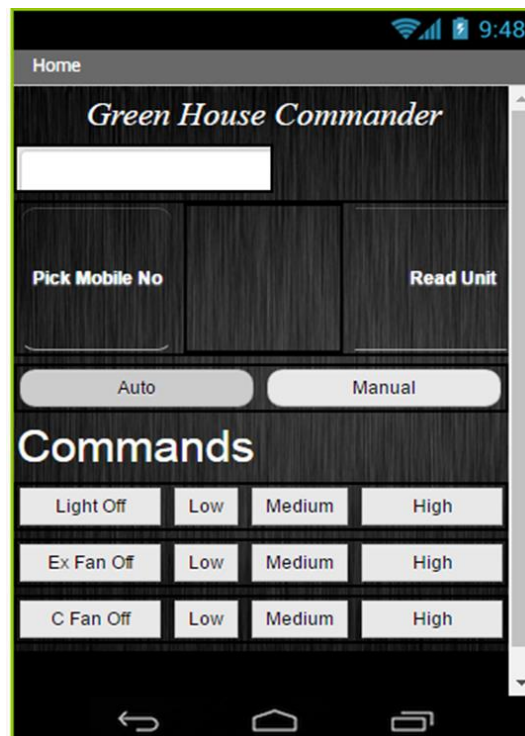 9:48
Home
Green House Commander
Pick Mobile No Read Unit
Auto Manual
Commands
Light Off Low Medium High
Ex Fan Off Low Medium High
C Fan Off Low Medium High